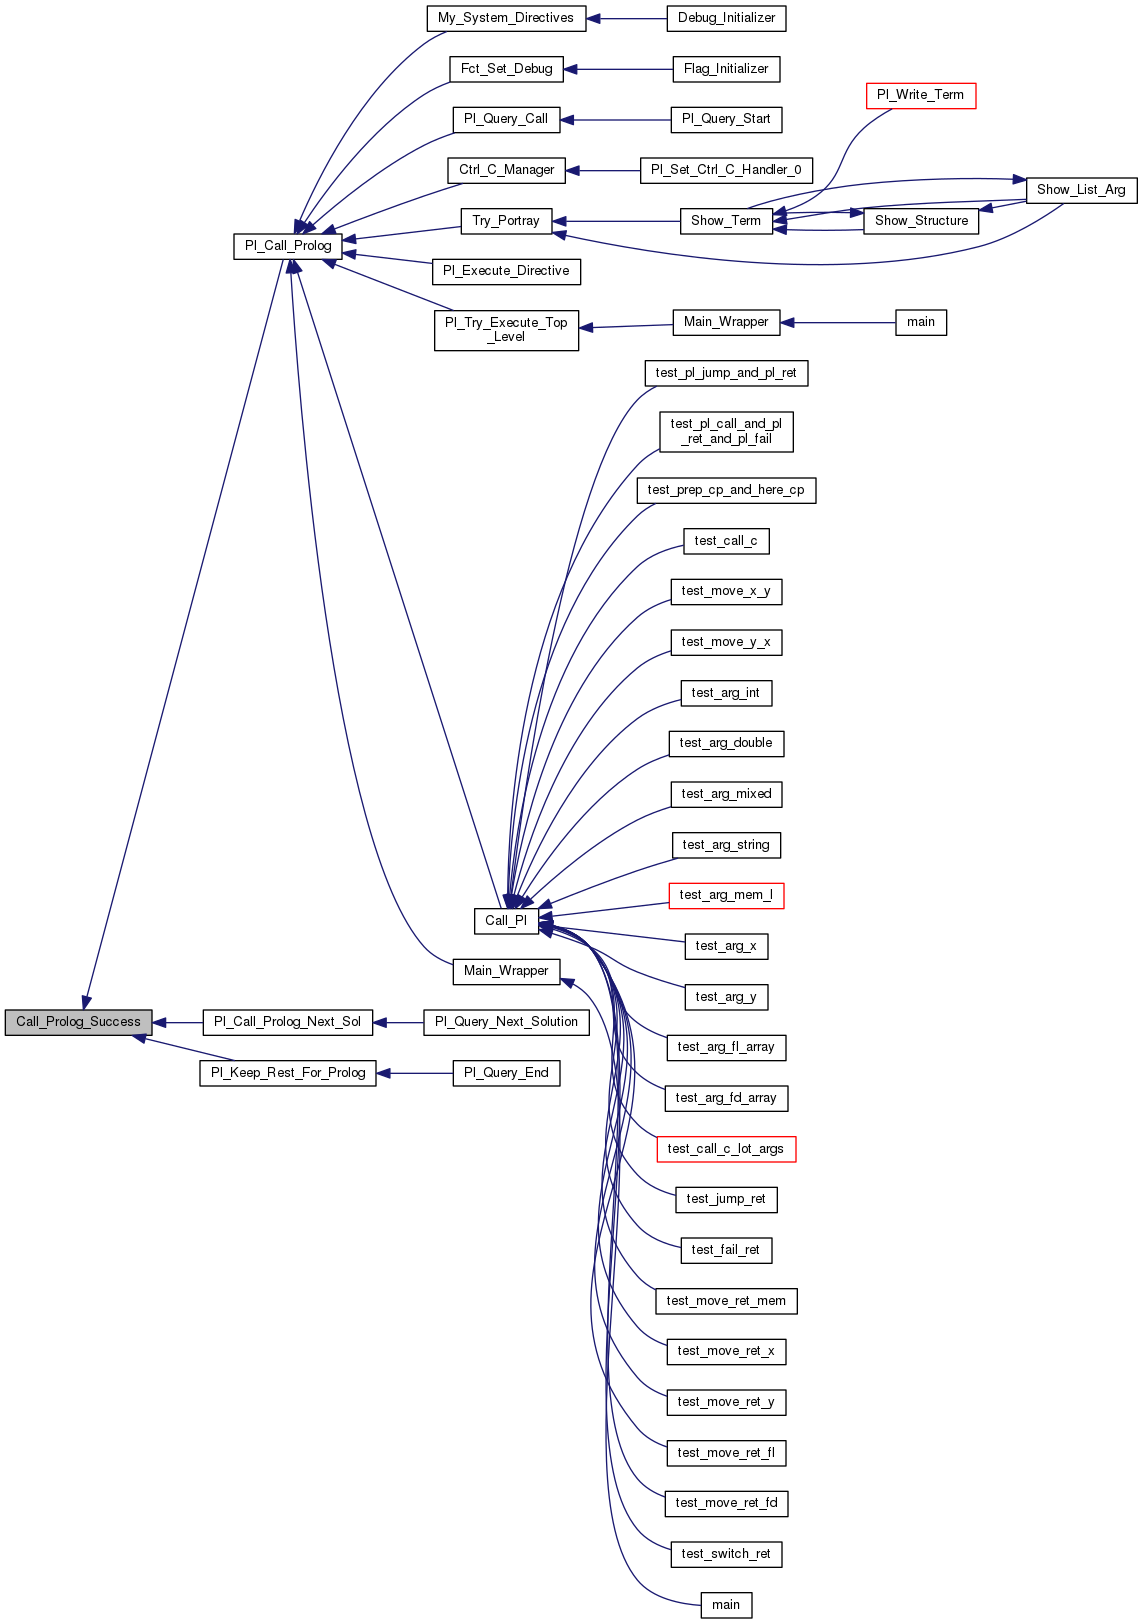 My_System_Directives
Debug_Initializer
Fct_Set_Debug
Flag_Initializer
Pl_Write_Term
Pl_Query_Call
Pl_Query_Start
Ctrl_C_Manager
Pl_Set_Ctrl_C_Handler_0
Show_List_Arg
Try_Portray
Show_Term
Show_Structure
Pl_Call_Prolog
Pl_Execute_Directive
Pl_Try_Execute_Top
_Level
Main_Wrapper
main
test_pl_jump_and_pl_ret
test_pl_call_and_pl
_ret_and_pl_fail
test_prep_cp_and_here_cp
test_call_c
test_move_x_y
test_move_y_x
test_arg_int
test_arg_double
test_arg_mixed
test_arg_string
test_arg_mem_l
Call_Pl
test_arg_x
Main_Wrapper
test_arg_y
Call_Prolog_Success
Pl_Call_Prolog_Next_Sol
Pl_Query_Next_Solution
test_arg_fl_array
Pl_Keep_Rest_For_Prolog
Pl_Query_End
test_arg_fd_array
test_call_c_lot_args
test_jump_ret
test_fail_ret
test_move_ret_mem
test_move_ret_x
test_move_ret_y
test_move_ret_fl
test_move_ret_fd
test_switch_ret
main